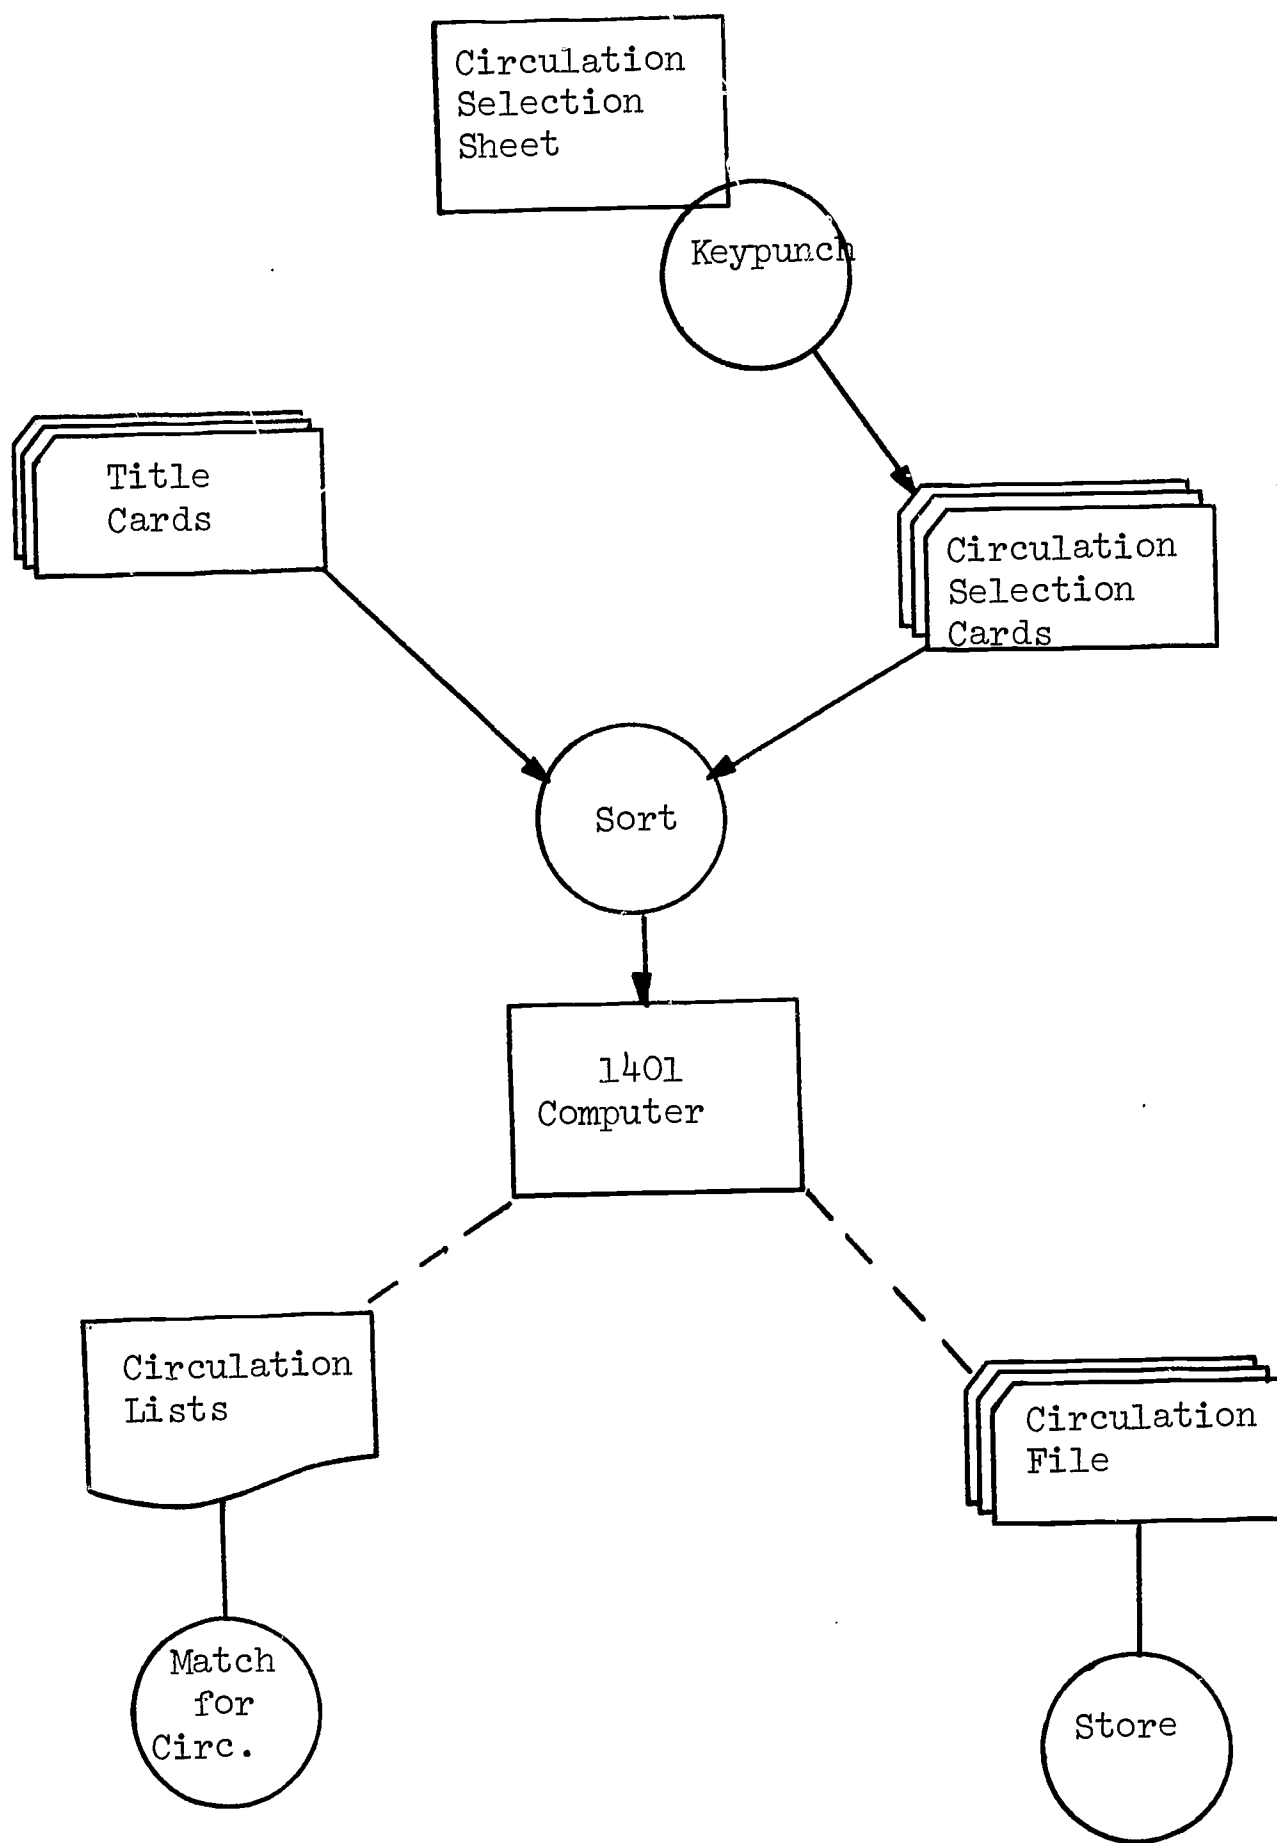 Circulation
Selection
Sheet
Keypunch
Title
Cards
Circulation
Selection
Cards
Sort
1401
Computer
Circulation
Lists
Circulation
File
Match
for
Circ.
Store